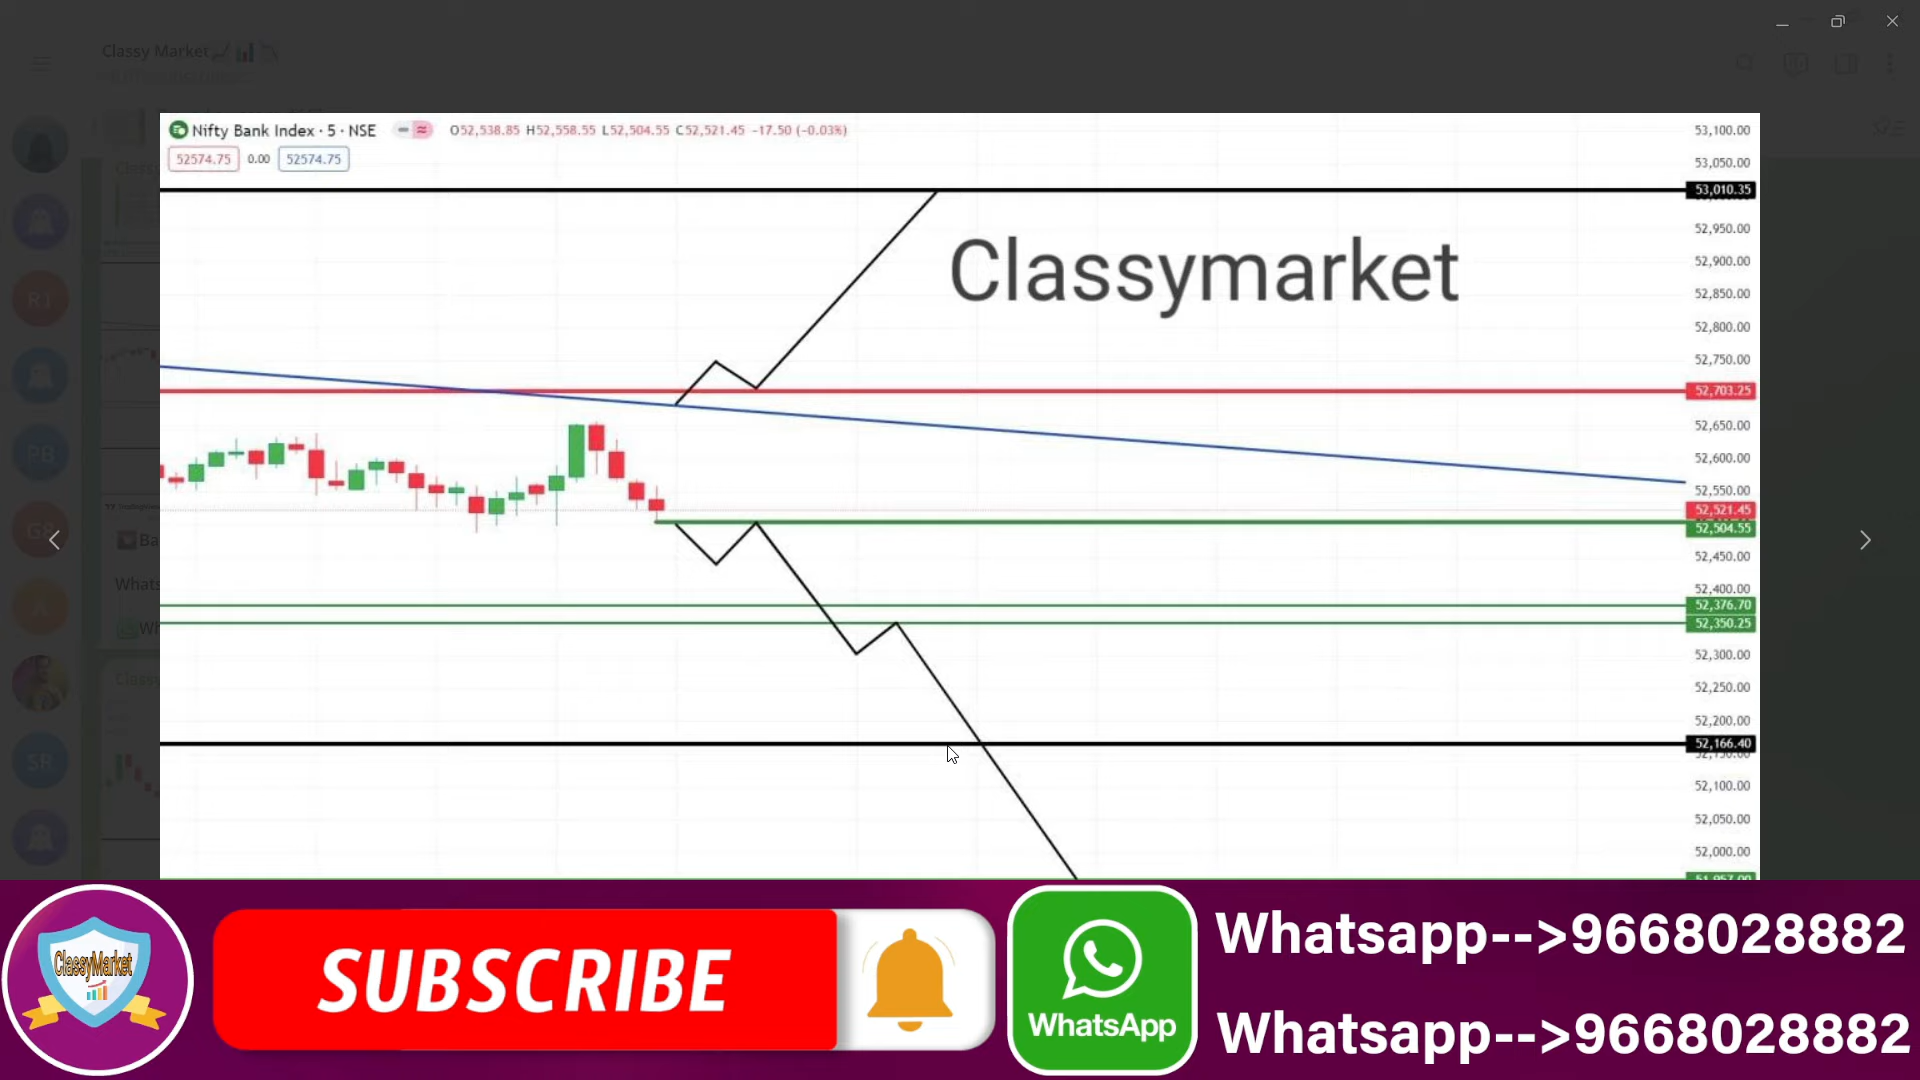 Classy Market
Nifty Bank Index · 5 · NSE
O52,538.85 H52,558.55 L52,504.55 C52,521.45 −17.50 (−0.03%)
52574.75 0.00 52574.75
53,100.00
53,050.00
53,010.35
52,950.00
52,900.00
52,850.00
52,800.00
52,750.00
52,703.25
52,650.00
52,600.00
52,550.00
52,521.45
52,504.55
52,450.00
52,400.00
52,376.70
52,350.25
52,300.00
52,250.00
52,200.00
52,166.40
52,100.00
52,050.00
52,000.00
Classymarket
R1
PB
A
SR
Ba
Whats
ClassyMarket
SUBSCRIBE
WhatsApp
Whatsapp-->9668028882
Whatsapp-->9668028882